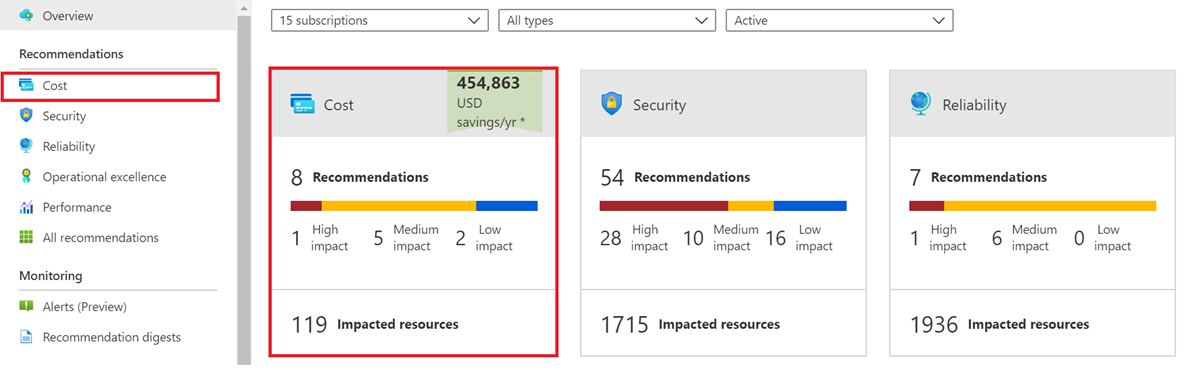 Overview
Recommendations
Cost
Security
Reliability
Operational excellence
Performance
All recommendations
Monitoring
Alerts (Preview)
Recommendation digests
15 subscriptions
All types
Active
Cost
454,863
USD
savings/yr *
8 Recommendations
1 High impact
5 Medium impact
2 Low impact
119 Impacted resources
Security
54 Recommendations
28 High impact
10 Medium impact
16 Low impact
1715 Impacted resources
Reliability
7 Recommendations
1 High impact
6 Medium impact
0 Low impact
1936 Impacted resources